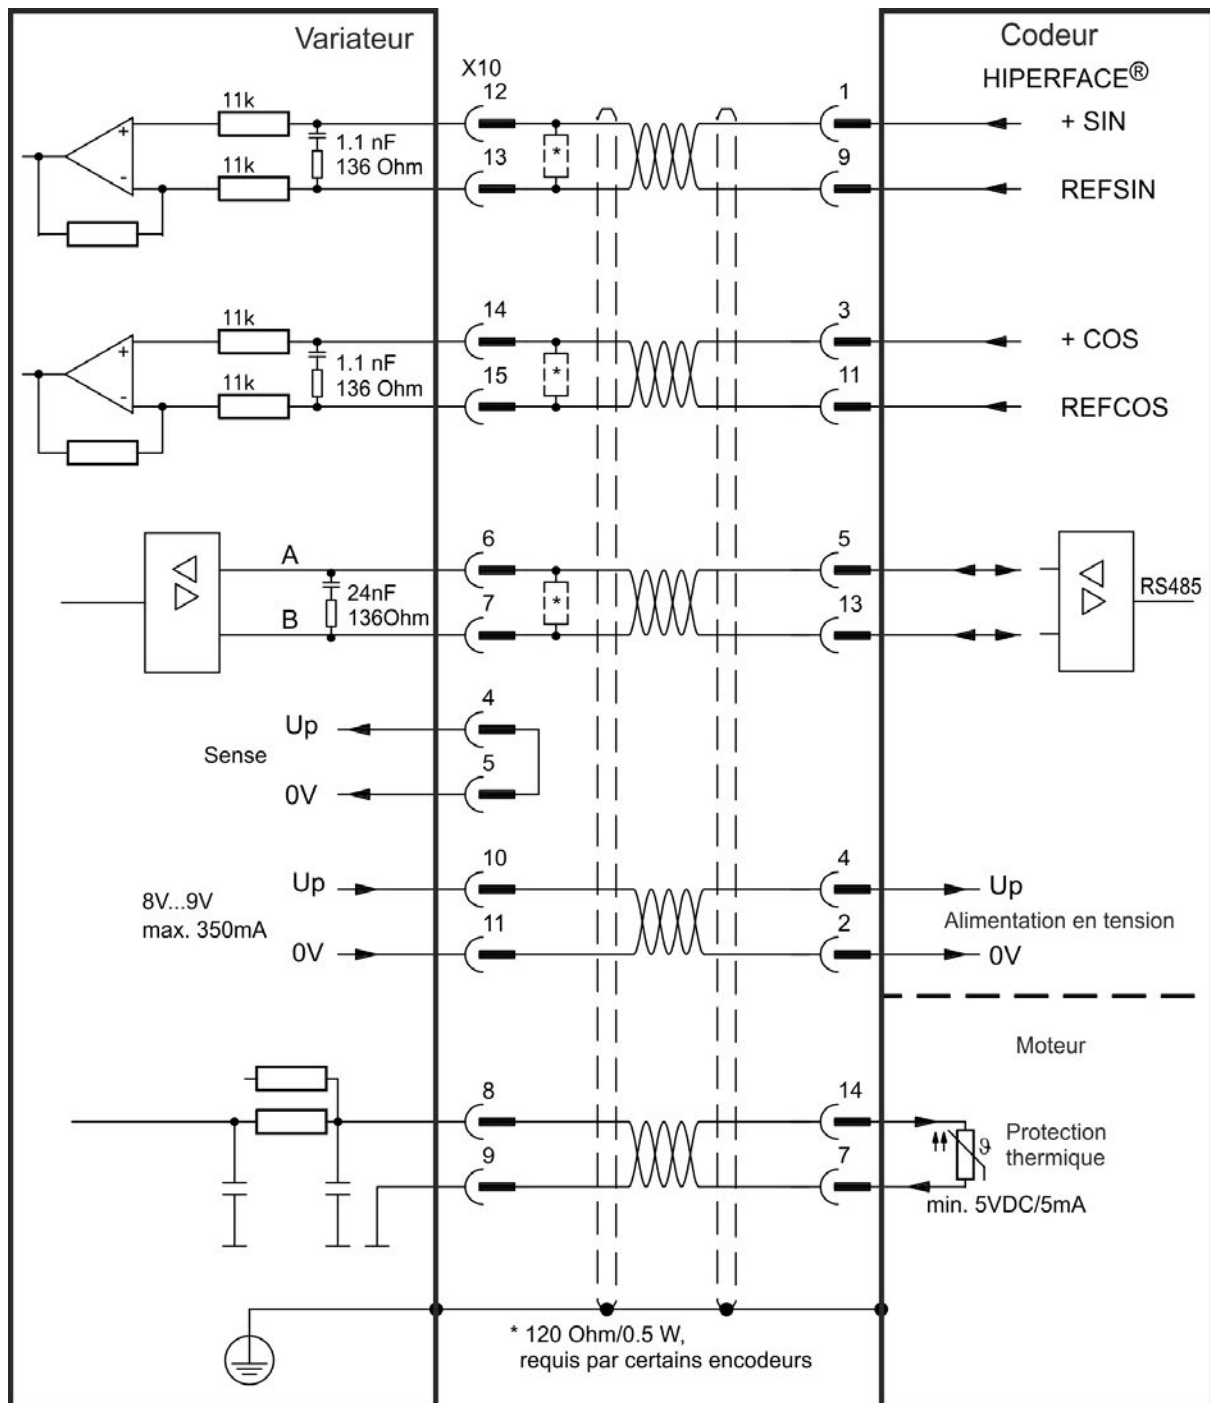 Variateur
Codeur
HIPERFACE®
X10
12
1
11k
+
1.1 nF
136 Ohm
*
+ SIN
13
9
11k
-
REFSIN
14
3
11k
+
1.1 nF
136 Ohm
*
+ COS
15
11
11k
-
REFCOS
6
5
A
24nF
136Ohm
*
RS485
7
13
B
4
Up
Sense
5
0V
10
4
Up
Up
8V...9V
max. 350mA
Alimentation en tension
11
2
0V
0V
Moteur
8
14
Protection
thermique
ϑ
9
7
min. 5VDC/5mA
* 120 Ohm/0.5 W,
requis par certains encodeurs